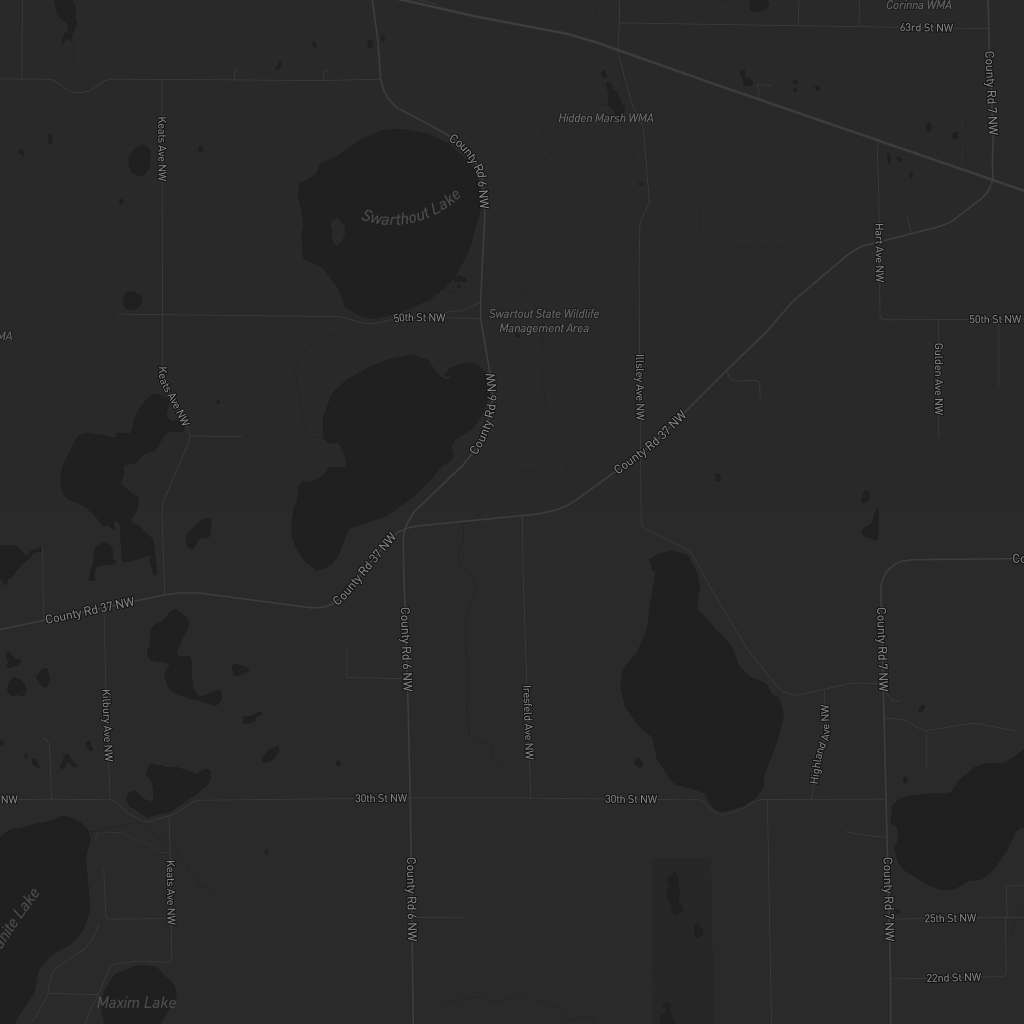 Corinna WMA
63rd St NW
County Rd 7 NW
Hidden Marsh WMA
Keats Ave NW
County Rd 6 NW
Swarthout Lake
Hart Ave NW
50th St NW
Swartout State Wildlife
Management Area
50th St NW
MA
Gulden Ave NW
Illsley Ave NW
Keats Ave NW
County Rd 6 NW
County Rd 37 NW
County Rd 37 NW
Co
County Rd 37 NW
County Rd 6 NW
County Rd 7 NW
Kilbury Ave NW
Iresfeld Ave NW
Highland Ave NW
NW
30th St NW
30th St NW
Keats Ave NW
County Rd 6 NW
County Rd 7 NW
nite Lake
25th St NW
22nd St NW
Maxim Lake